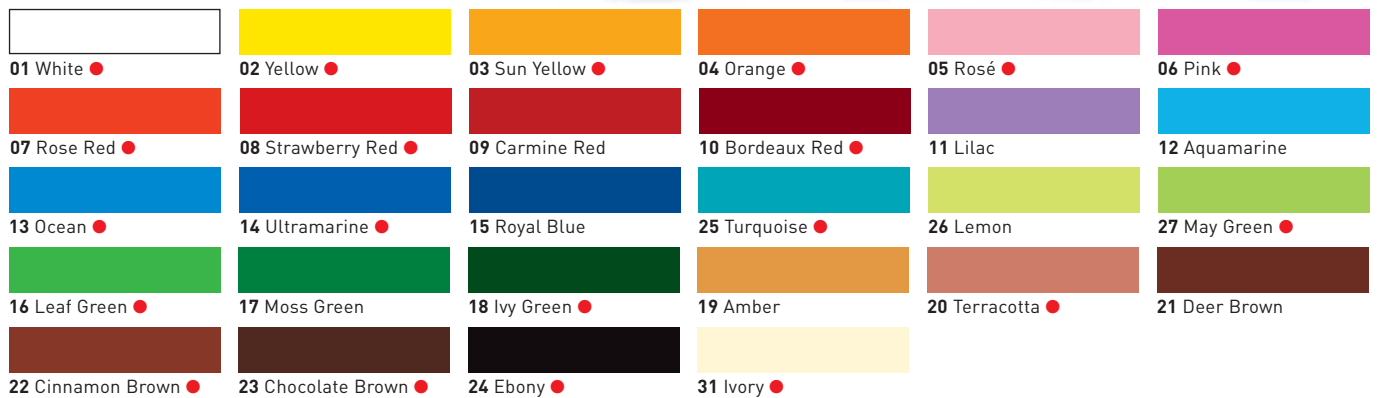 01 White
02 Yellow
03 Sun Yellow
04 Orange
05 Rosé
06 Pink
07 Rose Red
08 Strawberry Red
09 Carmine Red
10 Bordeaux Red
11 Lilac
12 Aquamarine
13 Ocean
14 Ultramarine
15 Royal Blue
25 Turquoise
26 Lemon
27 May Green
16 Leaf Green
17 Moss Green
18 Ivy Green
19 Amber
20 Terracotta
21 Deer Brown
22 Cinnamon Brown
23 Chocolate Brown
24 Ebony
31 Ivory